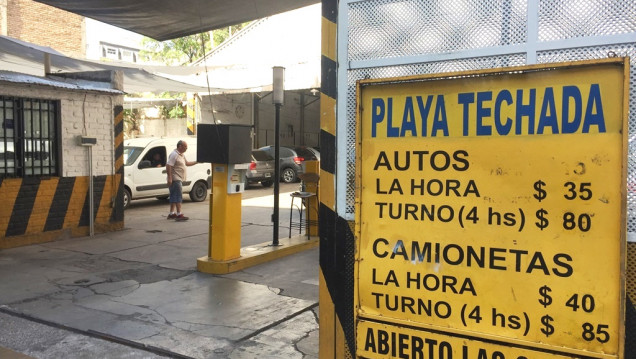 PLAYA TECHADA
AUTOS
LA HORA $ 35
TURNO (4 hs) $ 80
CAMIONETAS
LA HORA $ 40
TURNO (4 hs) $ 85
ABIERTO LAS